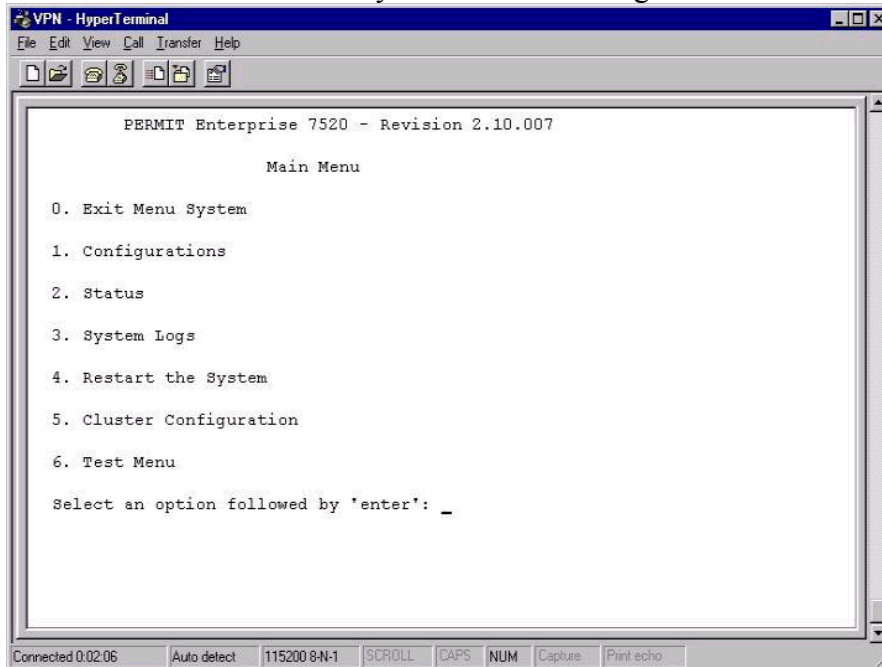 VPN - HyperTerminal
File Edit View Call Transfer Help
PERMIT Enterprise 7520 - Revision 2.10.007
Main Menu
0. Exit Menu System
1. Configurations
2. Status
3. System Logs
4. Restart the System
5. Cluster Configuration
6. Test Menu
Select an option followed by 'enter': _
Connected 0:02:06 Auto detect 115200 8-N-1 SCROLL CAPS NUM Capture Print echo